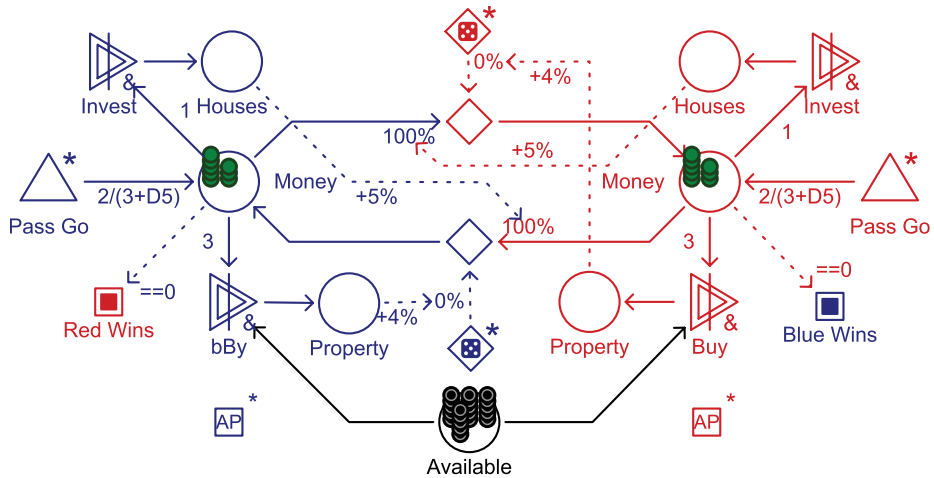 *
0%
+4%
&
Invest
Houses
1
100%
+5%
Houses
&
Invest
1
*
Pass Go
2/(3+D5)
Money
+5%
Money
2/(3+D5)
*
Pass Go
100%
3
3
==0
Red Wins
&
bBy
+4%
Property
0%
*
Property
&
Buy
==0
Blue Wins
AP
*
AP
*
Available